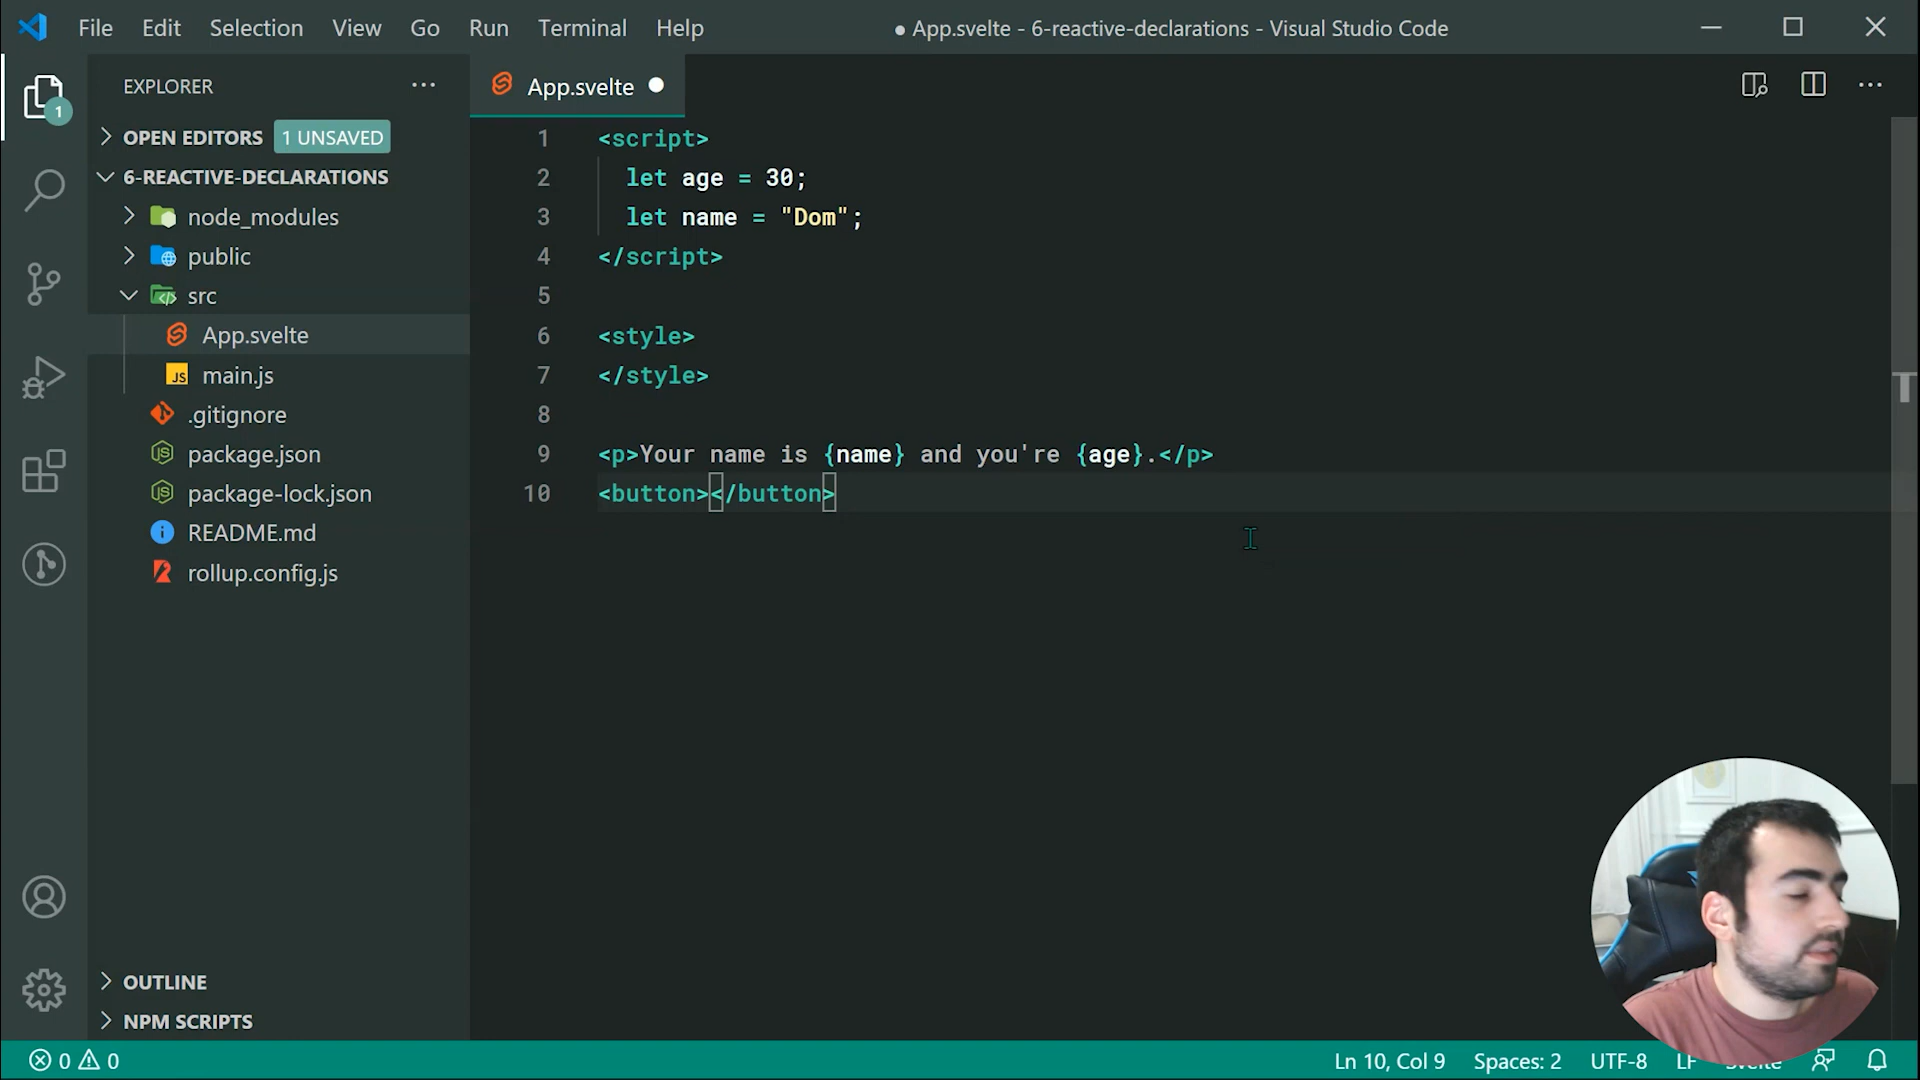 File Edit Selection View Go Run Terminal Help
● App.svelte - 6-reactive-declarations - Visual Studio Code
EXPLORER
1
OPEN EDITORS 1 UNSAVED
6-REACTIVE-DECLARATIONS
node_modules
public
src
App.svelte
JS main.js
.gitignore
package.json
package-lock.json
README.md
rollup.config.js
OUTLINE
NPM SCRIPTS
App.svelte
1 <script>
2 let age = 30;
3 let name = "Dom";
4 </script>
5
6 <style>
7 </style>
8
9 <p>Your name is {name} and you're {age}.</p>
10 <button></button>
0 0
Ln 10, Col 9 Spaces: 2 UTF-8 LF Svelte